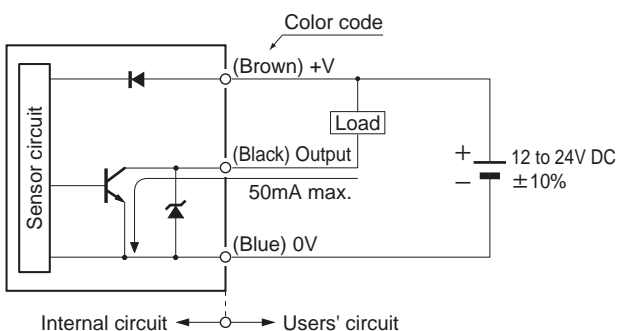 Color code
(Brown) +V
Sensor circuit
Load
(Black) Output
50mA max.
+
−
12 to 24V DC
±10%
(Blue) 0V
Internal circuit
Users' circuit